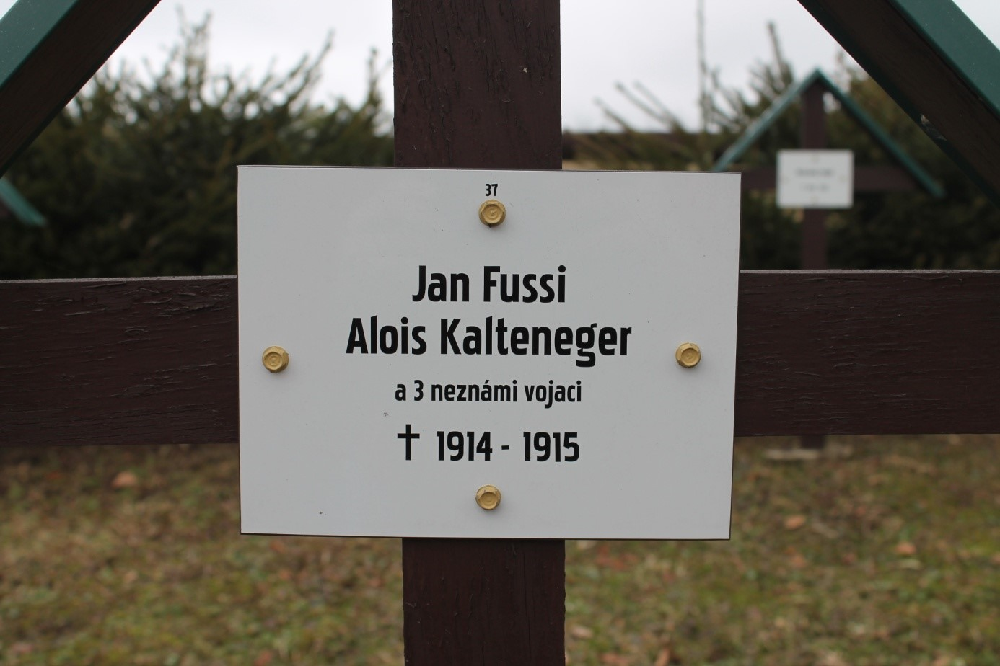 37
Jan Fussi
Alois Kalteneger
a 3 neznámi vojaci
† 1914 - 1915